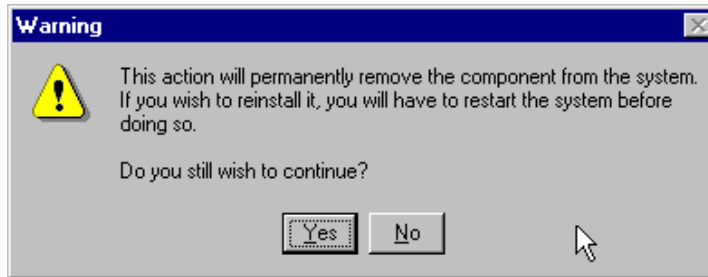 Warning
This action will permanently remove the component from the system.
If you wish to reinstall it, you will have to restart the system before
doing so.
Do you still wish to continue?
Yes No